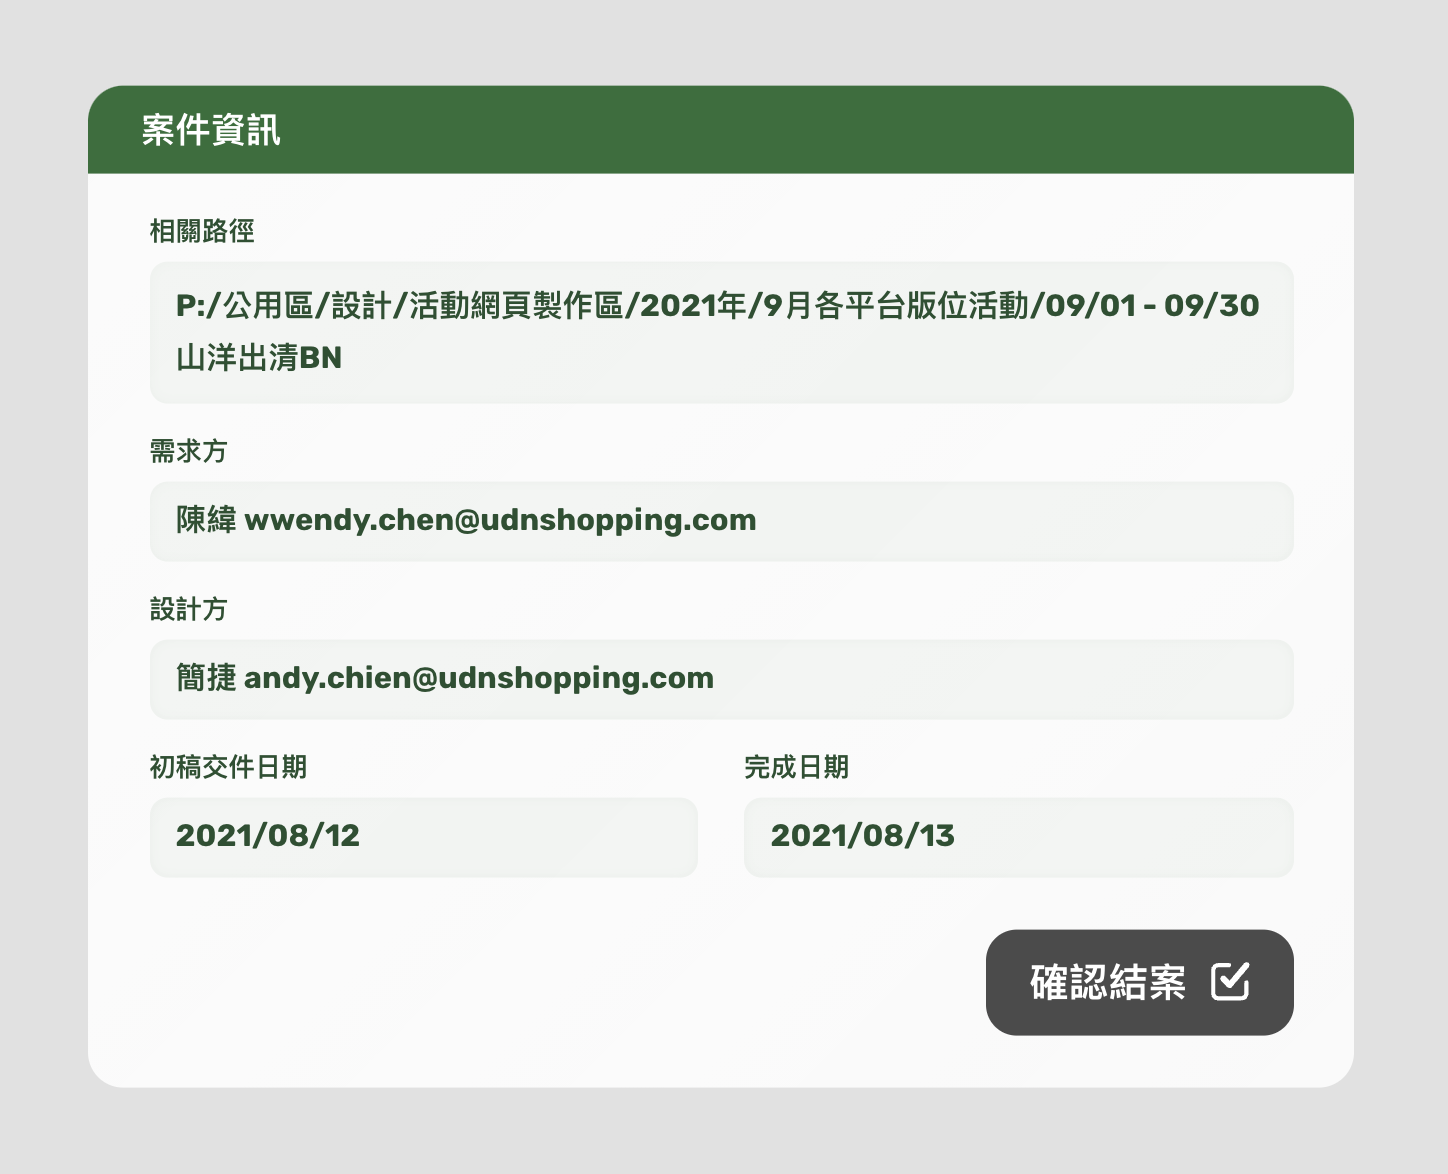 案件資訊
相關路徑
P:/公用區/設計/活動網頁製作區/2021年/9月各平台版位活動/09/01 - 09/30
山洋出清BN
需求方
陳緯 wwendy.chen@udnshopping.com
設計方
簡捷 andy.chien@udnshopping.com
初稿交件日期
完成日期
2021/08/12
2021/08/13
確認結案